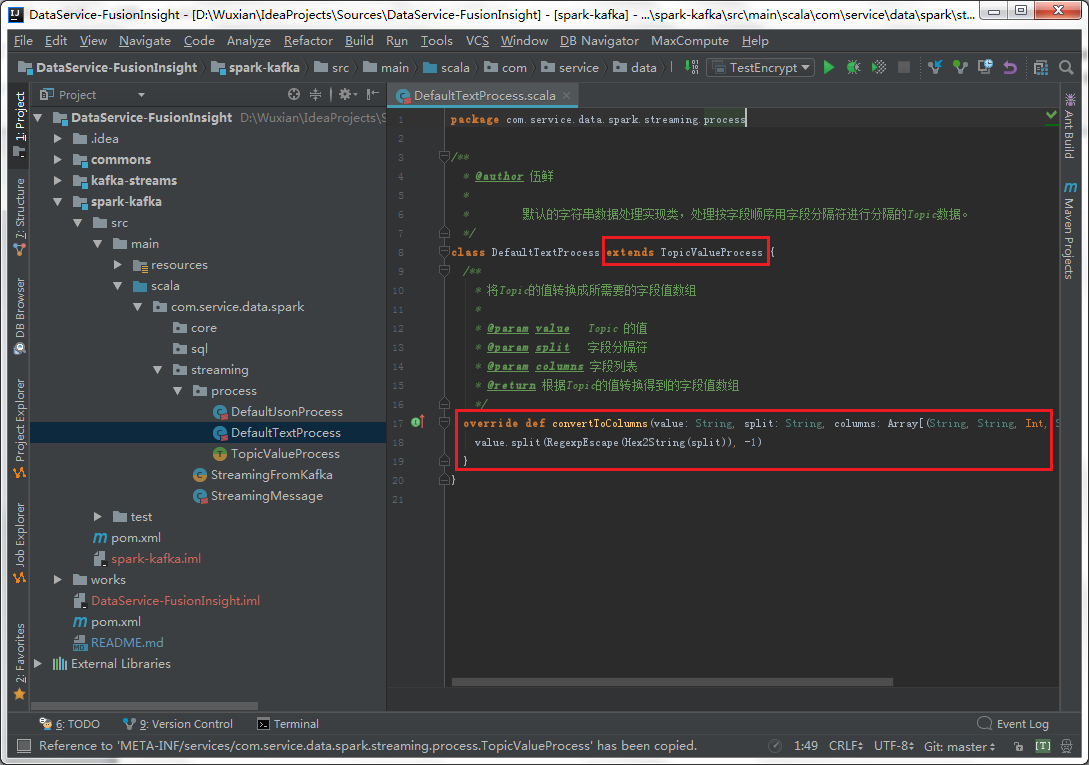 DataService-FusionInsight - [D:\Wuxian\IdeaProjects\Sources\DataService-FusionInsight] - [spark-kafka] - ...\spark-kafka\src\main\scala\com\service\data\spark\st...
File Edit View Navigate Code Analyze Refactor Build Run Tools VCS Window DB Navigator MaxCompute Help
DataService-FusionInsight spark-kafka src main scala com service data TestEncrypt
Project
DefaultTextProcess.scala
1: Project
7: Structure
DB Browser
Project Explorer
Job Explorer
2: Favorites
DataService-FusionInsight D:\Wuxian\IdeaProjects\S
.idea
commons
kafka-streams
spark-kafka
src
main
resources
scala
com.service.data.spark
core
sql
streaming
process
DefaultJsonProcess
DefaultTextProcess
TopicValueProcess
StreamingFromKafka
StreamingMessage
test
pom.xml
spark-kafka.iml
works
DataService-FusionInsight.iml
pom.xml
README.md
External Libraries
1 package com.service.data.spark.streaming.process
2
3 /**
4 * @author 伍鲜
5 *
6 * 默认的字符串数据处理实现类，处理按字段顺序用字段分隔符进行分隔的Topic数据。
7 */
8 class DefaultTextProcess extends TopicValueProcess {
9 /**
10 * 将Topic的值转换成所需要的字段值数组
11 *
12 * @param value Topic 的值
13 * @param split 字段分隔符
14 * @param columns 字段列表
15 * @return 根据Topic的值转换得到的字段值数组
16 */
17 override def convertToColumns(value: String, split: String, columns: Array[(String, String, Int, S
18 value.split(RegexpEscape(Hex2String(split)), -1)
19 }
20 }
21
Ant Build
Maven Projects
6: TODO 9: Version Control Terminal Event Log
Reference to 'META-INF/services/com.service.data.spark.streaming.process.TopicValueProcess' has been copied. 1:49 CRLF UTF-8 Git: master [T]